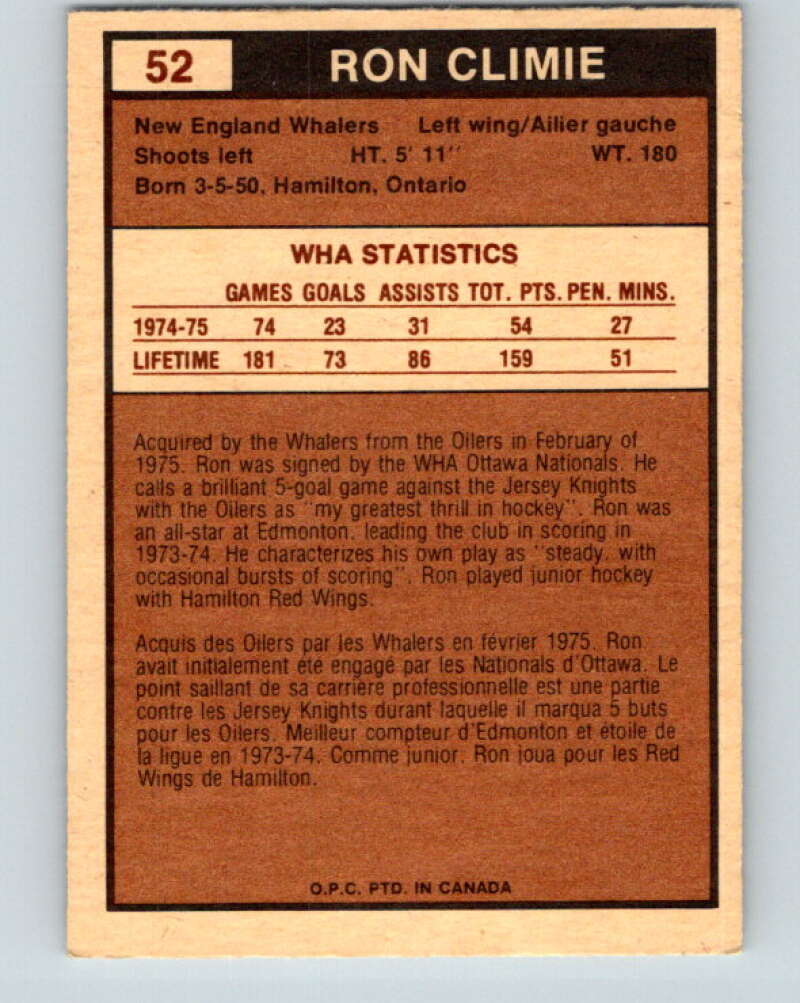 52 RON CLIMIE
New England Whalers Left wing/Ailier gauche
Shoots left HT. 5' 11'' WT. 180
Born 3-5-50, Hamilton, Ontario
WHA STATISTICS
GAMES GOALS ASSISTS TOT. PTS. PEN. MINS.
1974-75 74 23 31 54 27
LIFETIME 181 73 86 159 51
Acquired by the Whalers from the Oilers in February of
1975. Ron was signed by the WHA Ottawa Nationals. He
calls a brilliant 5-goal game against the Jersey Knights
with the Oilers as "my greatest thrill in hockey". Ron was
an all-star at Edmonton, leading the club in scoring in
1973-74. He characterizes his own play as "steady, with
occasional bursts of scoring". Ron played junior hockey
with Hamilton Red Wings.
Acquis des Oilers par les Whalers en février 1975. Ron
avait initialement été engagé par les Nationals d'Ottawa. Le
point saillant de sa carrière professionnelle est une partie
contre les Jersey Knights durant laquelle il marqua 5 buts
pour les Oilers. Meilleur compteur d'Edmonton et étoile de
la ligue en 1973-74. Comme junior, Ron joua pour les Red
Wings de Hamilton.
O.P.C. PTD. IN CANADA